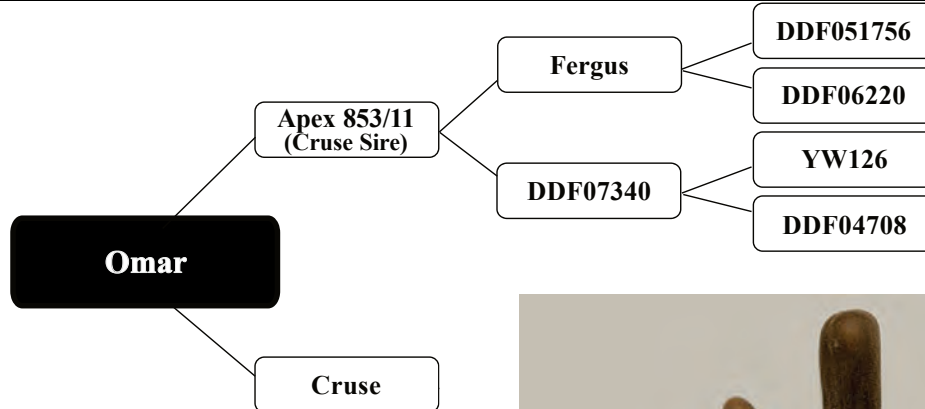 DDF051756
Fergus
DDF06220
Apex 853/11
(Cruse Sire)
YW126
DDF07340
DDF04708
Omar
Cruse